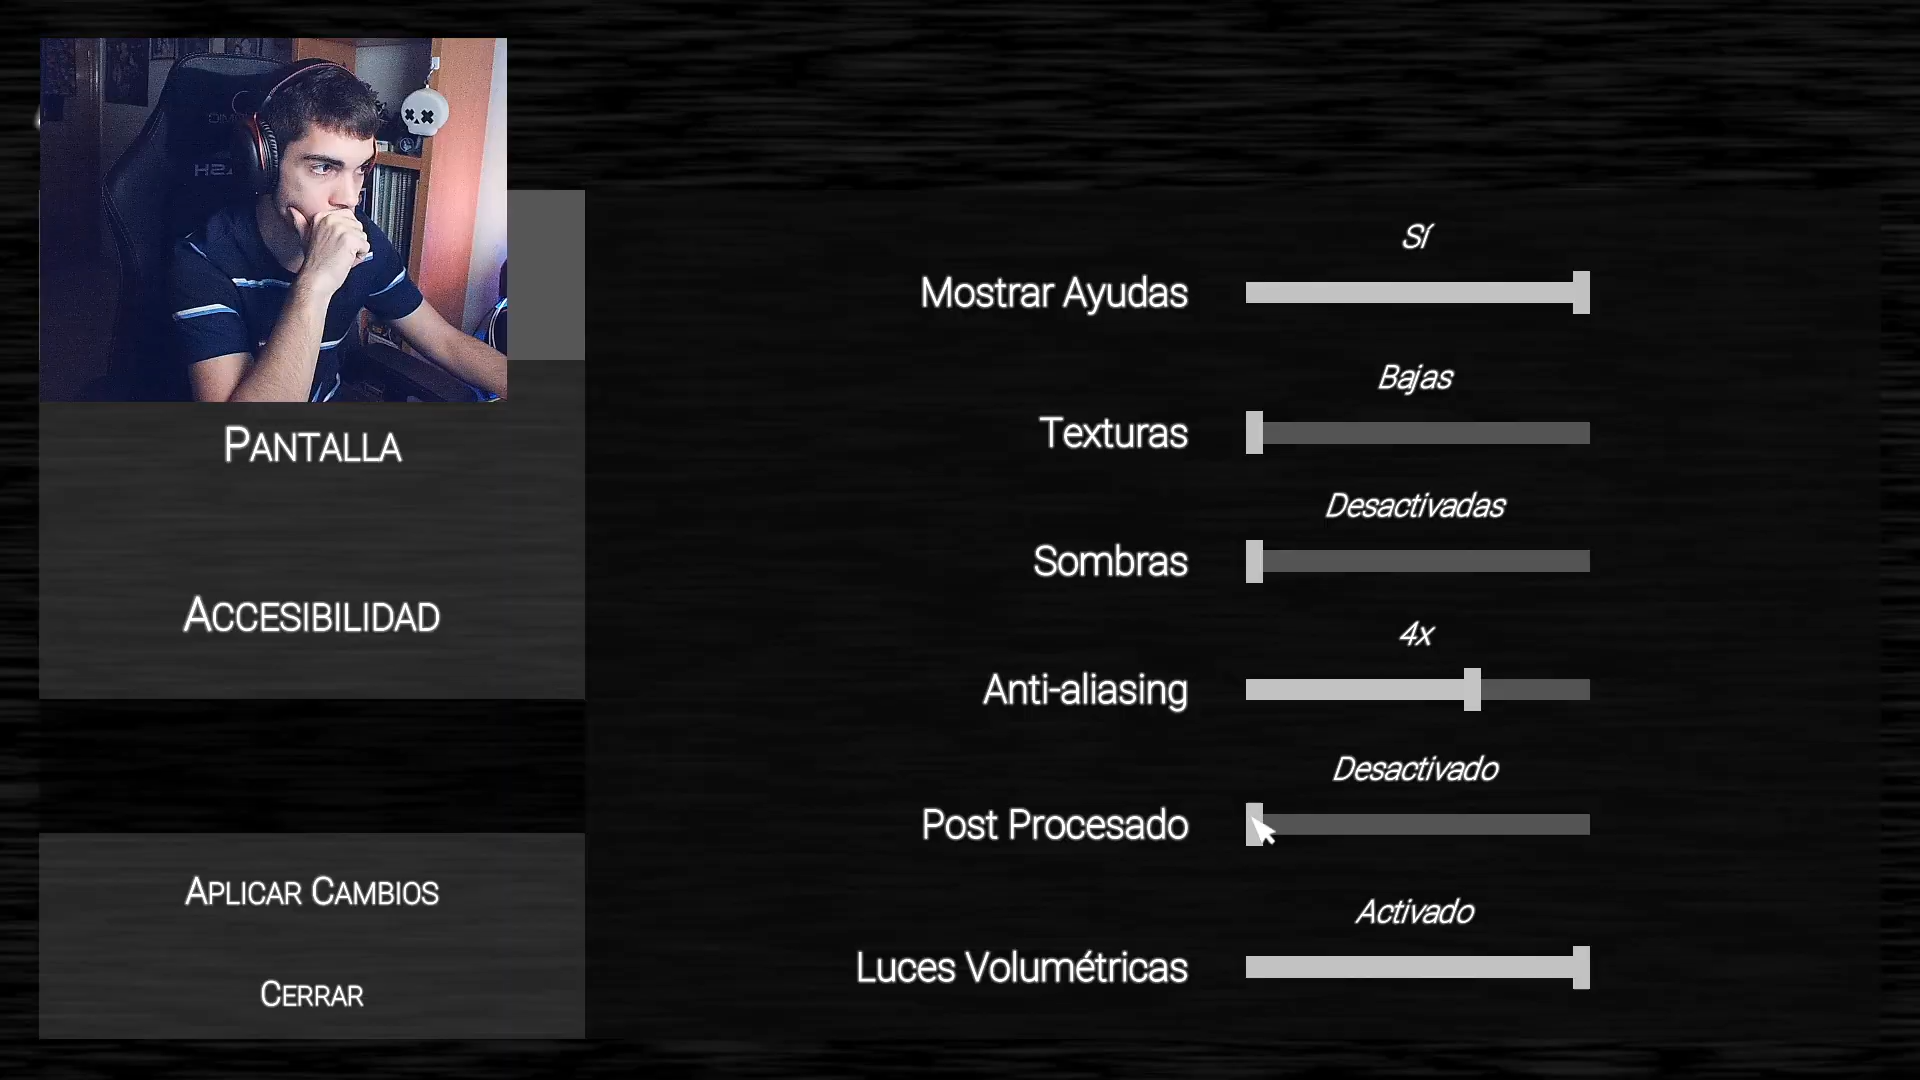 Sí
Mostrar Ayudas
Bajas
Texturas
Desactivadas
Sombras
4x
Anti-aliasing
Desactivado
Post Procesado
Activado
Luces Volumétricas
PANTALLA
ACCESIBILIDAD
APLICAR CAMBIOS
CERRAR